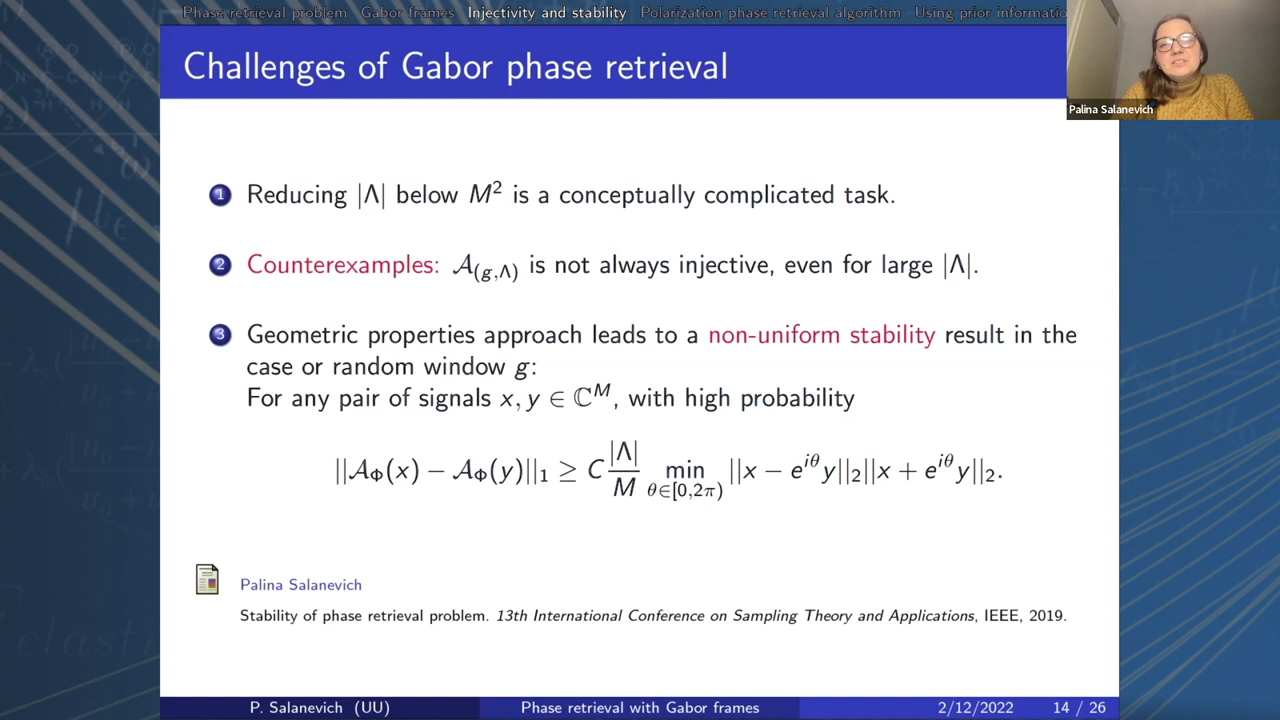 Phase retrieval problem Gabor frames Injectivity and stability Polarization phase retrieval algorithm Using prior informatio
Challenges of Gabor phase retrieval
Palina Salanevich
1 Reducing |Λ| below M² is a conceptually complicated task.
2 Counterexamples: 𝒜(g,Λ) is not always injective, even for large |Λ|.
3 Geometric properties approach leads to a non-uniform stability result in the
case or random window g:
For any pair of signals x, y ∈ ℂᴹ, with high probability
||𝒜Φ(x) − 𝒜Φ(y)||₁ ≥ C |Λ|/M min θ∈[0,2π) ||x − e^{iθ}y||₂||x + e^{iθ}y||₂.
Palina Salanevich
Stability of phase retrieval problem. 13th International Conference on Sampling Theory and Applications, IEEE, 2019.
P. Salanevich (UU) Phase retrieval with Gabor frames 2/12/2022 14 / 26